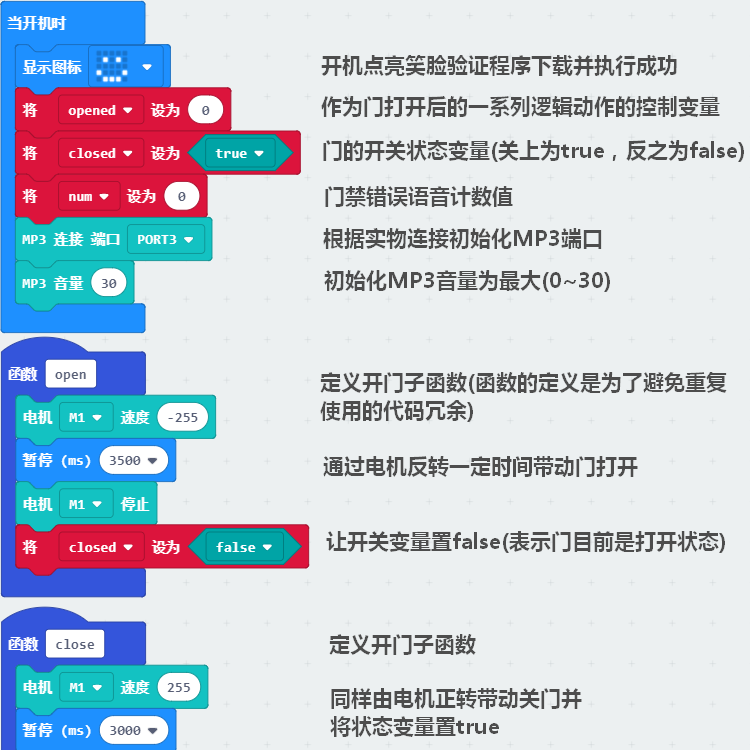 当开机时
显示图标
开机点亮笑脸验证程序下载并执行成功
将 opened 设为 0
作为门打开后的一系列逻辑动作的控制变量
将 closed 设为 true
门的开关状态变量(关上为true，反之为false)
将 num 设为 0
门禁错误语音计数值
MP3 连接 端口 PORT3
根据实物连接初始化MP3端口
MP3 音量 30
初始化MP3音量为最大(0~30)
函数 open
定义开门子函数(函数的定义是为了避免重复
使用的代码冗余)
电机 M1 速度 -255
暂停 (ms) 3500
通过电机反转一定时间带动门打开
电机 M1 停止
将 closed 设为 false
让开关变量置false(表示门目前是打开状态)
函数 close
定义开门子函数
电机 M1 速度 255
同样由电机正转带动关门并
将状态变量置true
暂停 (ms) 3000